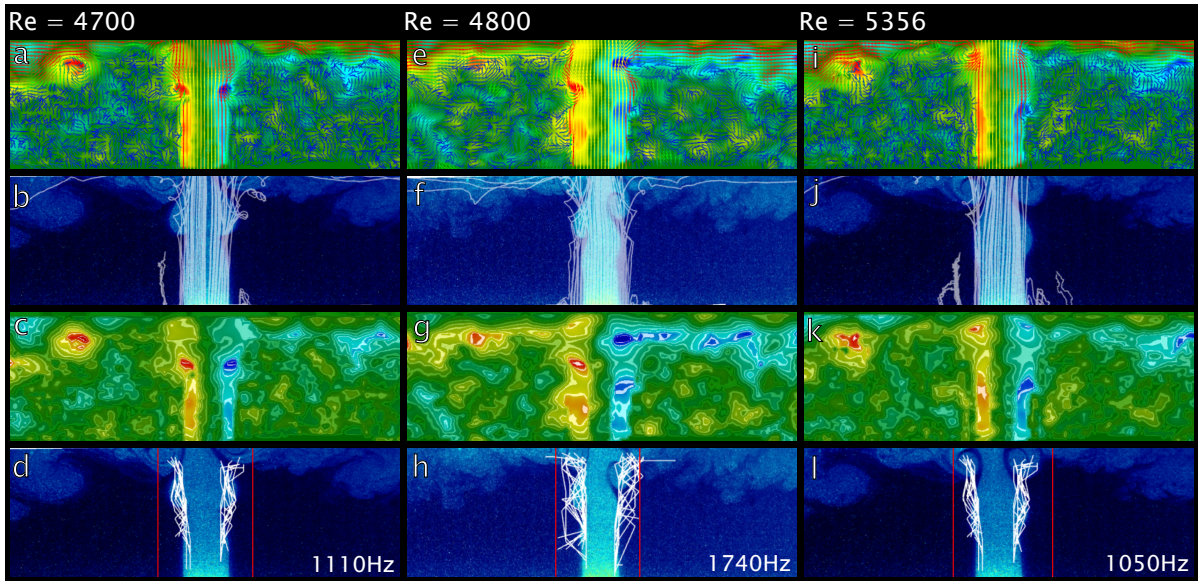 Re = 4700 Re = 4800 Re = 5356
a e i
b f j
c g k
d h l
1110Hz 1740Hz 1050Hz